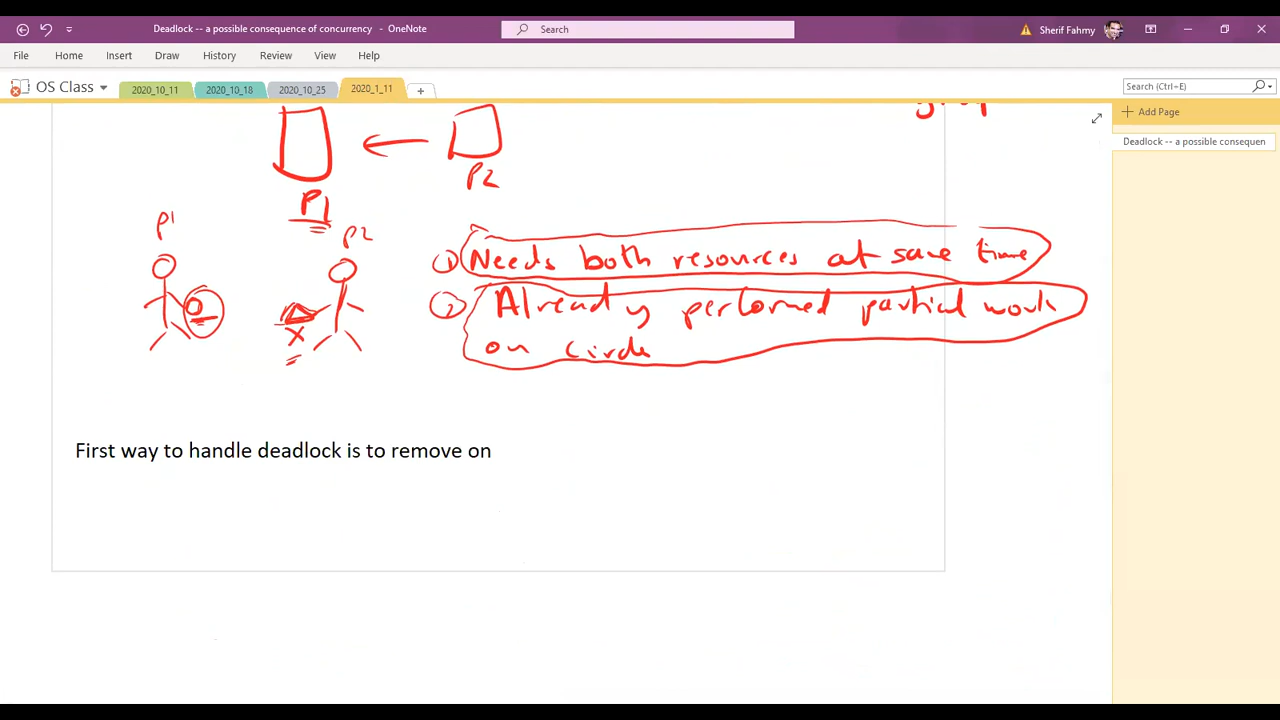 Deadlock -- a possible consequence of concurrency - OneNote
Search
Sherif Fahmy
File Home Insert Draw History Review View Help
OS Class
2020_10_11
2020_10_18
2020_10_25
2020_1_11
Search (Ctrl+E)
Add Page
Deadlock -- a possible consequen
group
P1
P2
P1
P2
① Needs both resources at same time
② Already performed partial work
on circle
First way to handle deadlock is to remove on